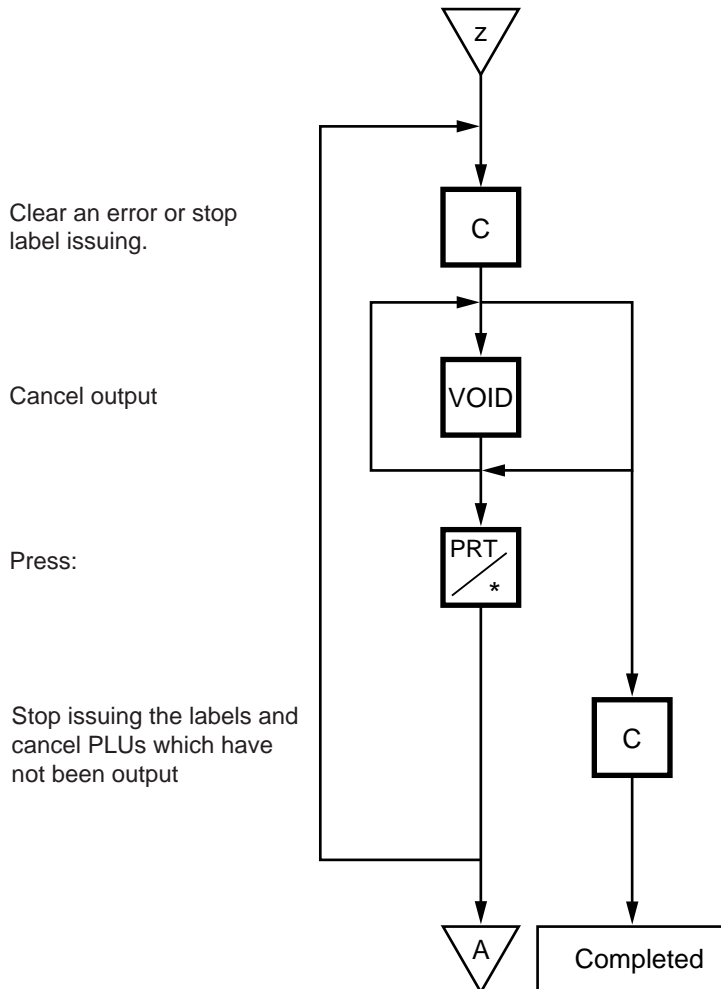 z
Clear an error or stop
label issuing.
C
Cancel output
VOID
Press:
PRT
*
Stop issuing the labels and
cancel PLUs which have
not been output
C
A
Completed